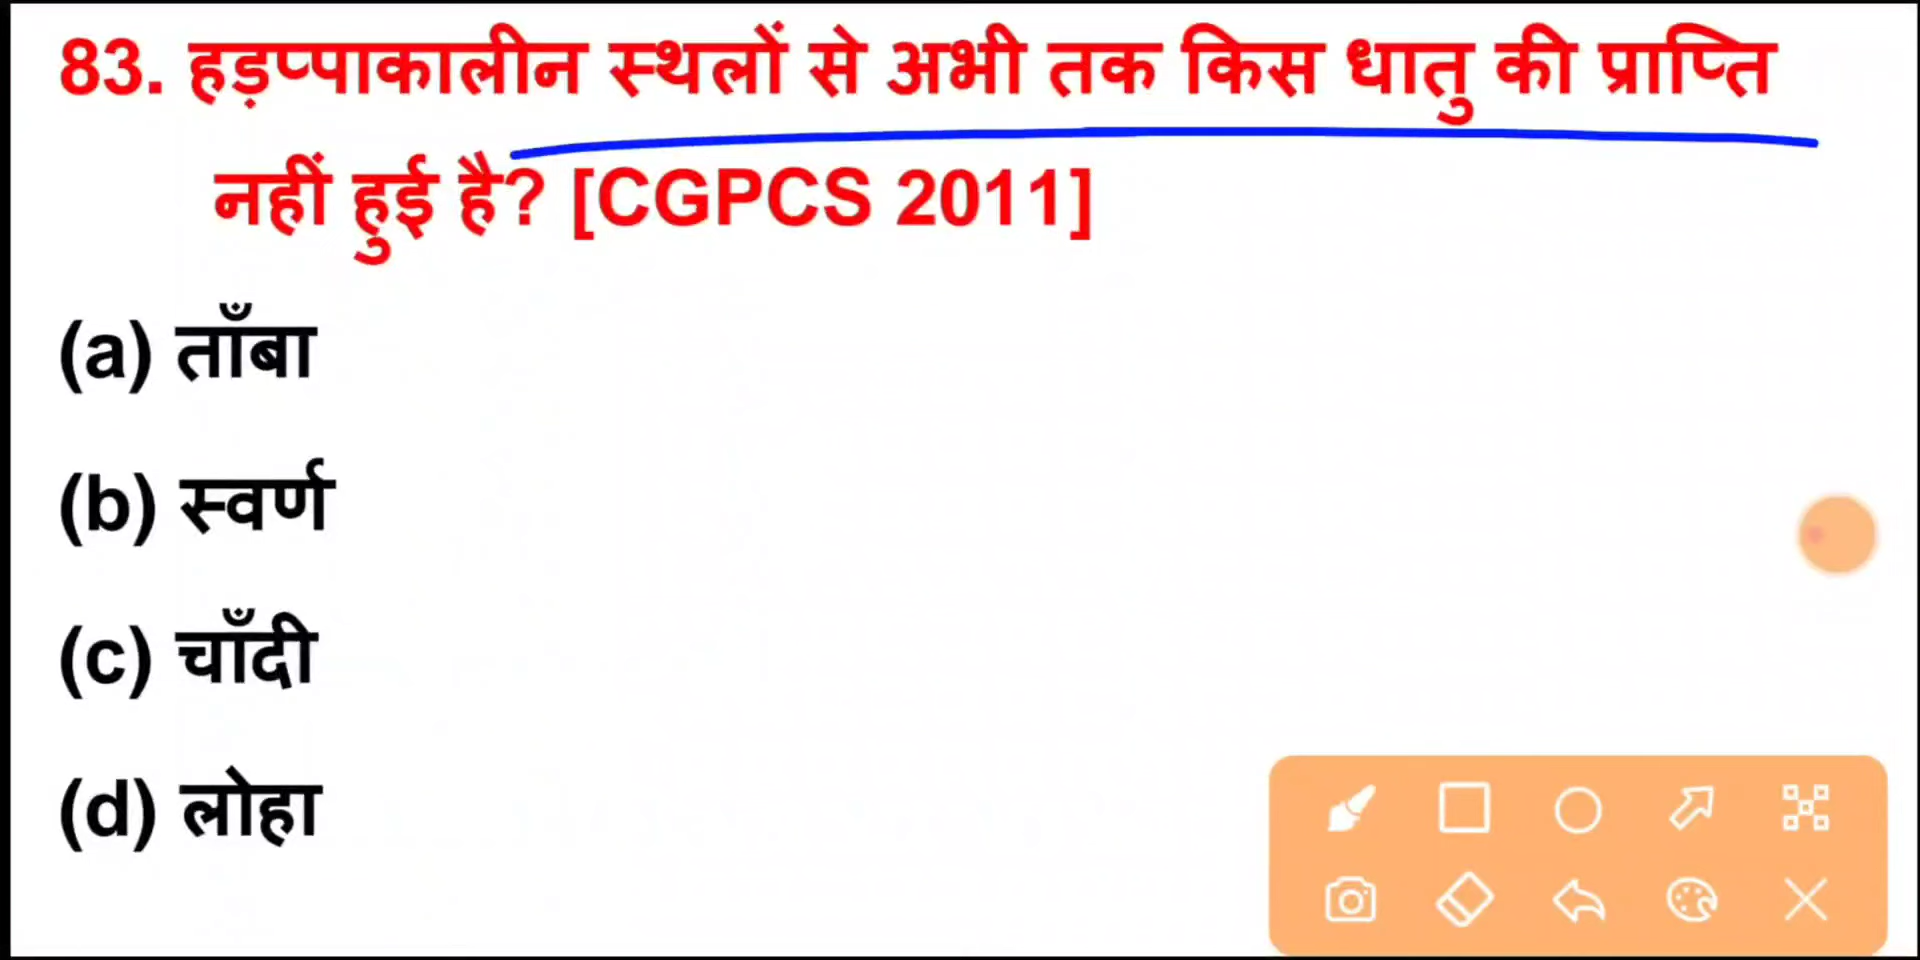 83. हड़प्पाकालीन स्थलों से अभी तक किस धातु की प्राप्ति
नहीं हुई है? [CGPCS 2011]
(a) ताँबा
(b) स्वर्ण
(c) चाँदी
(d) लोहा